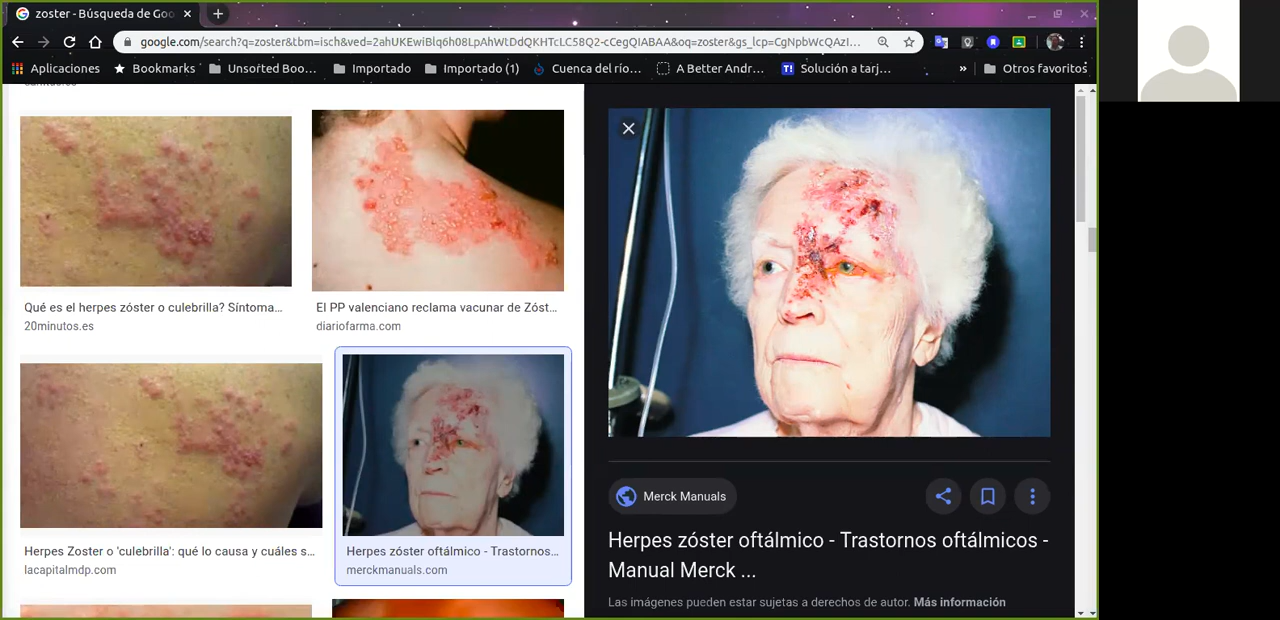 zoster - Búsqueda de Goo
google.com/search?q=zoster&tbm=isch&ved=2ahUKEwiBlq6h08LpAhWtDdQKHTcLC58Q2-cCegQIABAA&oq=zoster&gs_lcp=CgNpbWcQAzI...
Aplicaciones Bookmarks Unsorted Boo... Importado Importado (1) Cuenca del río... A Better Andr... Solución a tarj... » Otros favoritos
Qué es el herpes zóster o culebrilla? Síntoma...
20minutos.es
El PP valenciano reclama vacunar de Zóst...
diariofarma.com
Herpes Zoster o 'culebrilla': qué lo causa y cuáles s...
lacapitalmdp.com
Herpes zóster oftálmico - Trastornos...
merckmanuals.com
Merck Manuals
Herpes zóster oftálmico - Trastornos oftálmicos -
Manual Merck ...
Las imágenes pueden estar sujetas a derechos de autor. Más información